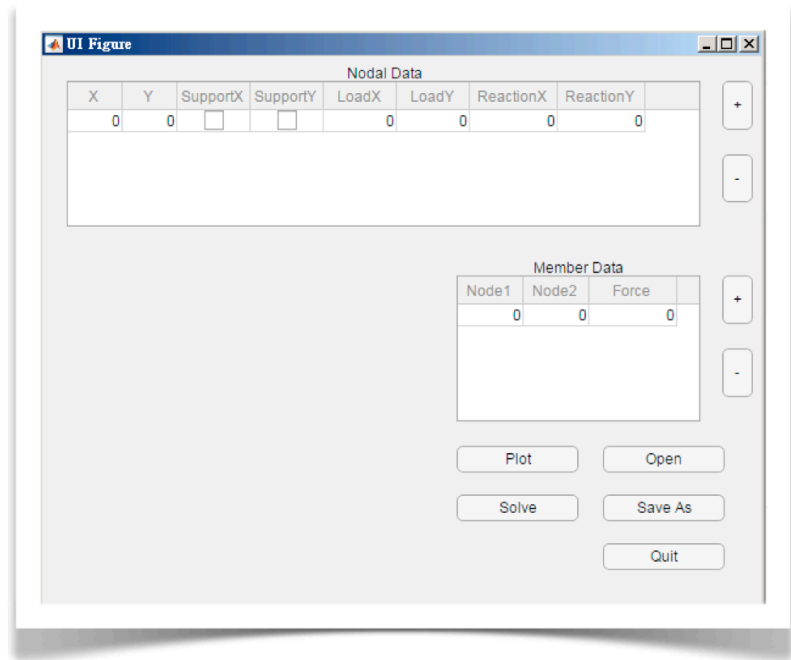 UI Figure
Nodal Data
X Y SupportX SupportY LoadX LoadY ReactionX ReactionY
0 0 0 0 0 0
+
-
Member Data
Node1 Node2 Force
0 0 0
+
-
Plot Open
Solve Save As
Quit